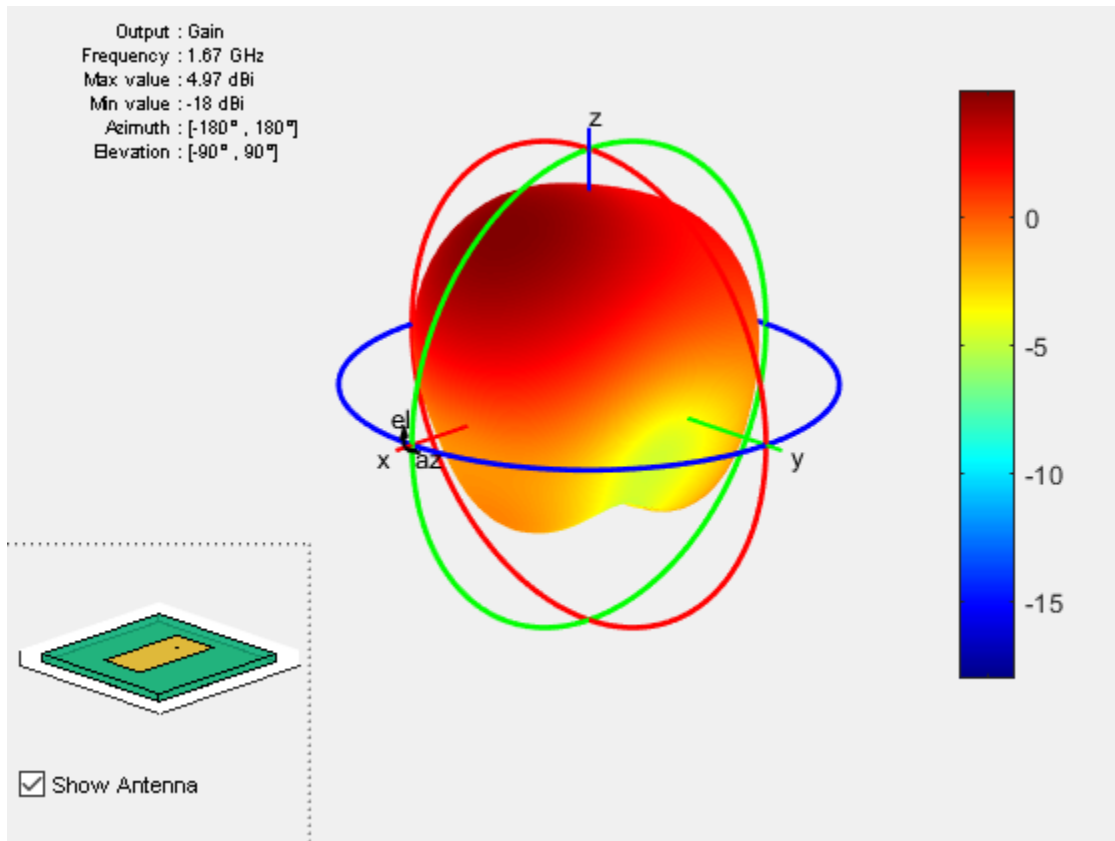 Output : Gain
Frequency : 1.67 GHz
Max value : 4.97 dBi
Min value : -18 dBi
Azimuth : [-180° , 180°]
Elevation : [-90° , 90°]
z
0
-5
el
x
az
y
-10
-15
Show Antenna